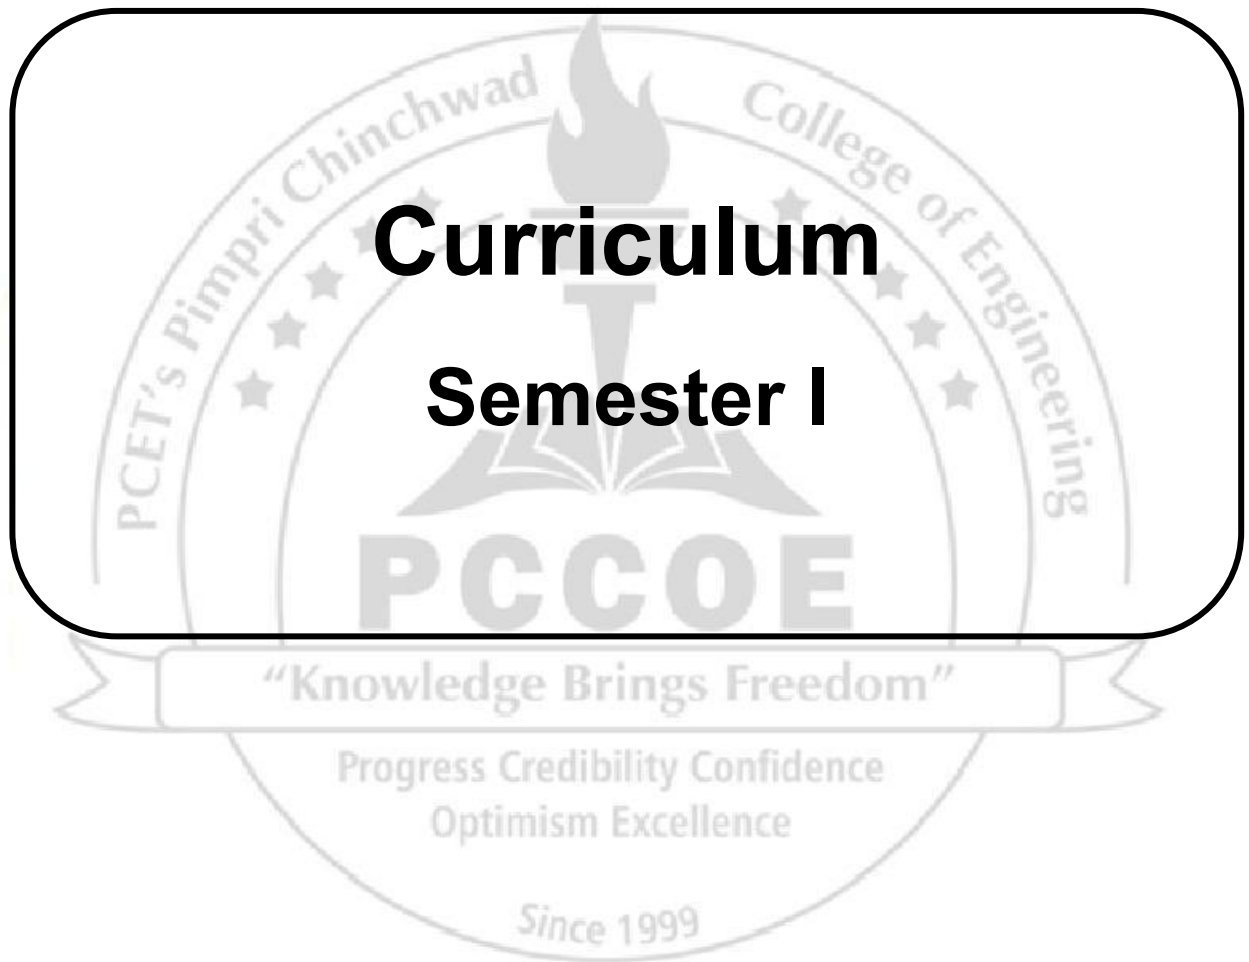 PCET's Pimpri Chinchwad College of Engineering
Curriculum
Semester I
PCCOE
"Knowledge Brings Freedom"
Progress Credibility Confidence
Optimism Excellence
Since 1999